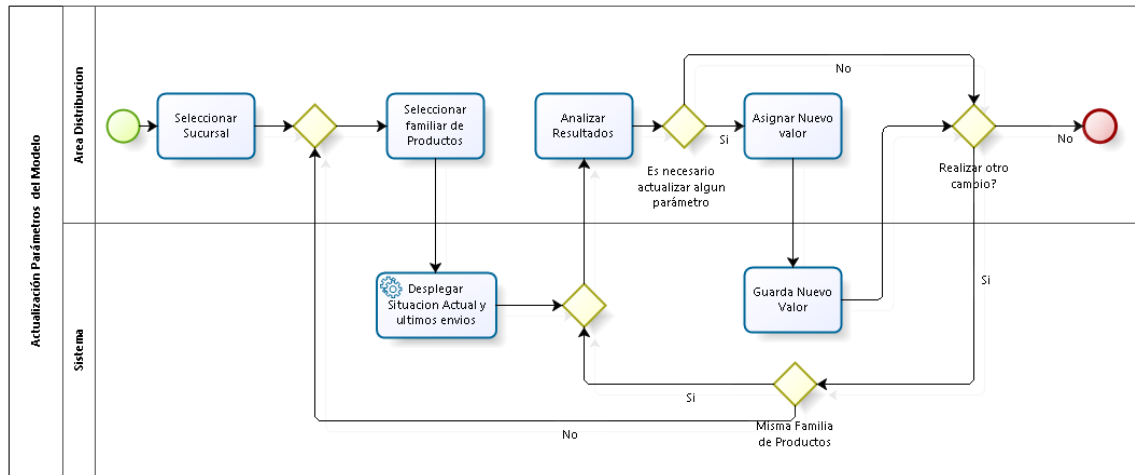 Actualización Parámetros del Modelo
Area Distribucion
Seleccionar
Sucursal
Seleccionar
familiar de
Productos
Analizar
Resultados
Es necesario
actualizar algun
parámetro
No
Si
Asignar Nuevo
valor
Realizar otro
cambio?
No
Si
Sistema
Desplegar
Situacion Actual y
ultimos envios
Guarda Nuevo
Valor
Si
No
Misma Familia
de Productos